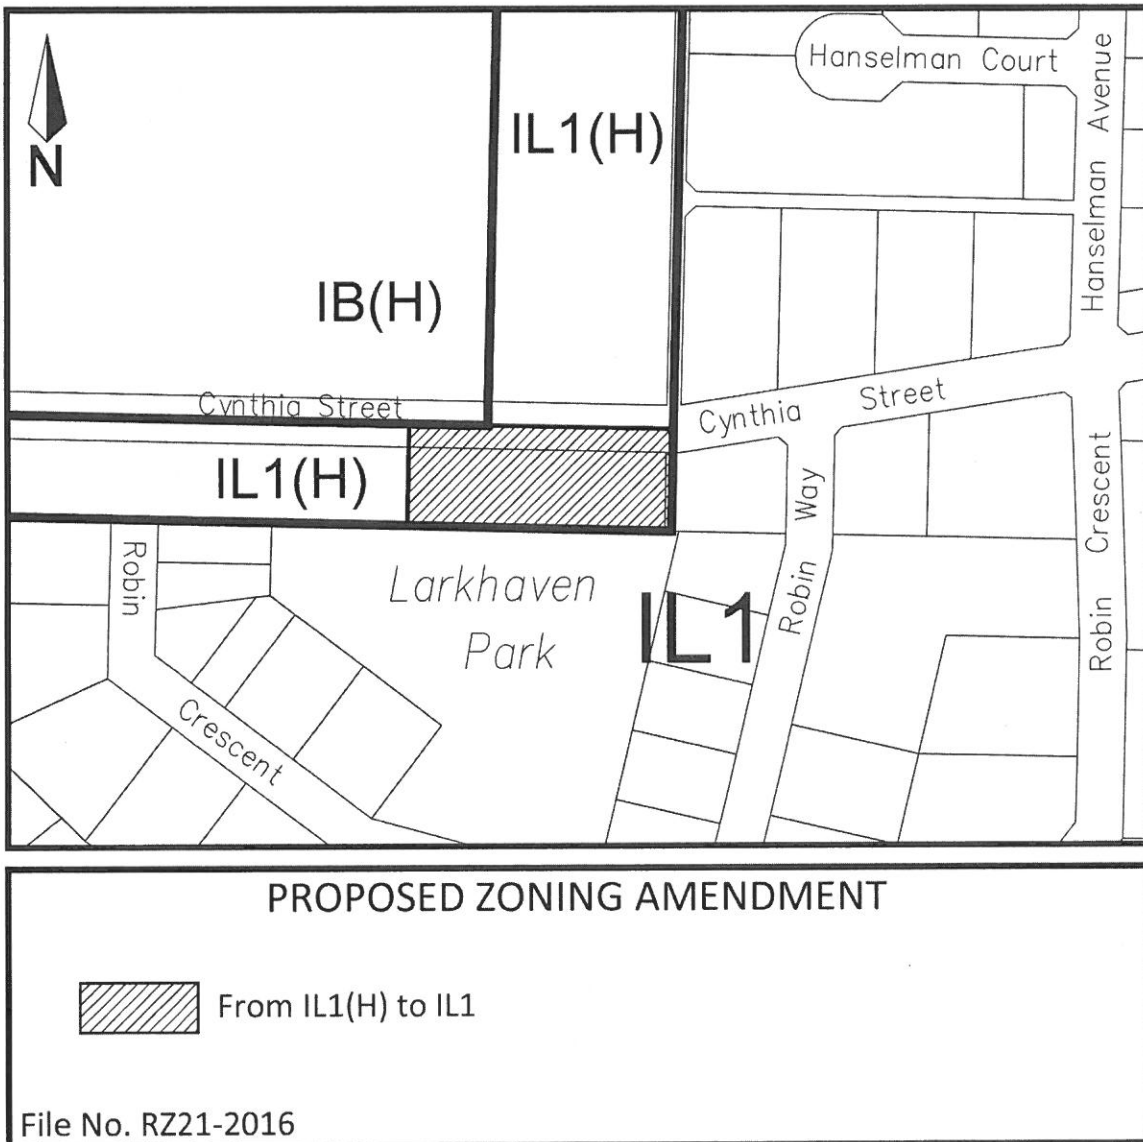 Hanselman Court
Hanselman Avenue
IL1(H)
N
IB(H)
Cynthia Street
Cynthia Street
IL1(H)
Robin Way
Robin Crescent
Robin Crescent
Larkhaven
Park
IL1
PROPOSED ZONING AMENDMENT
From IL1(H) to IL1
File No. RZ21-2016